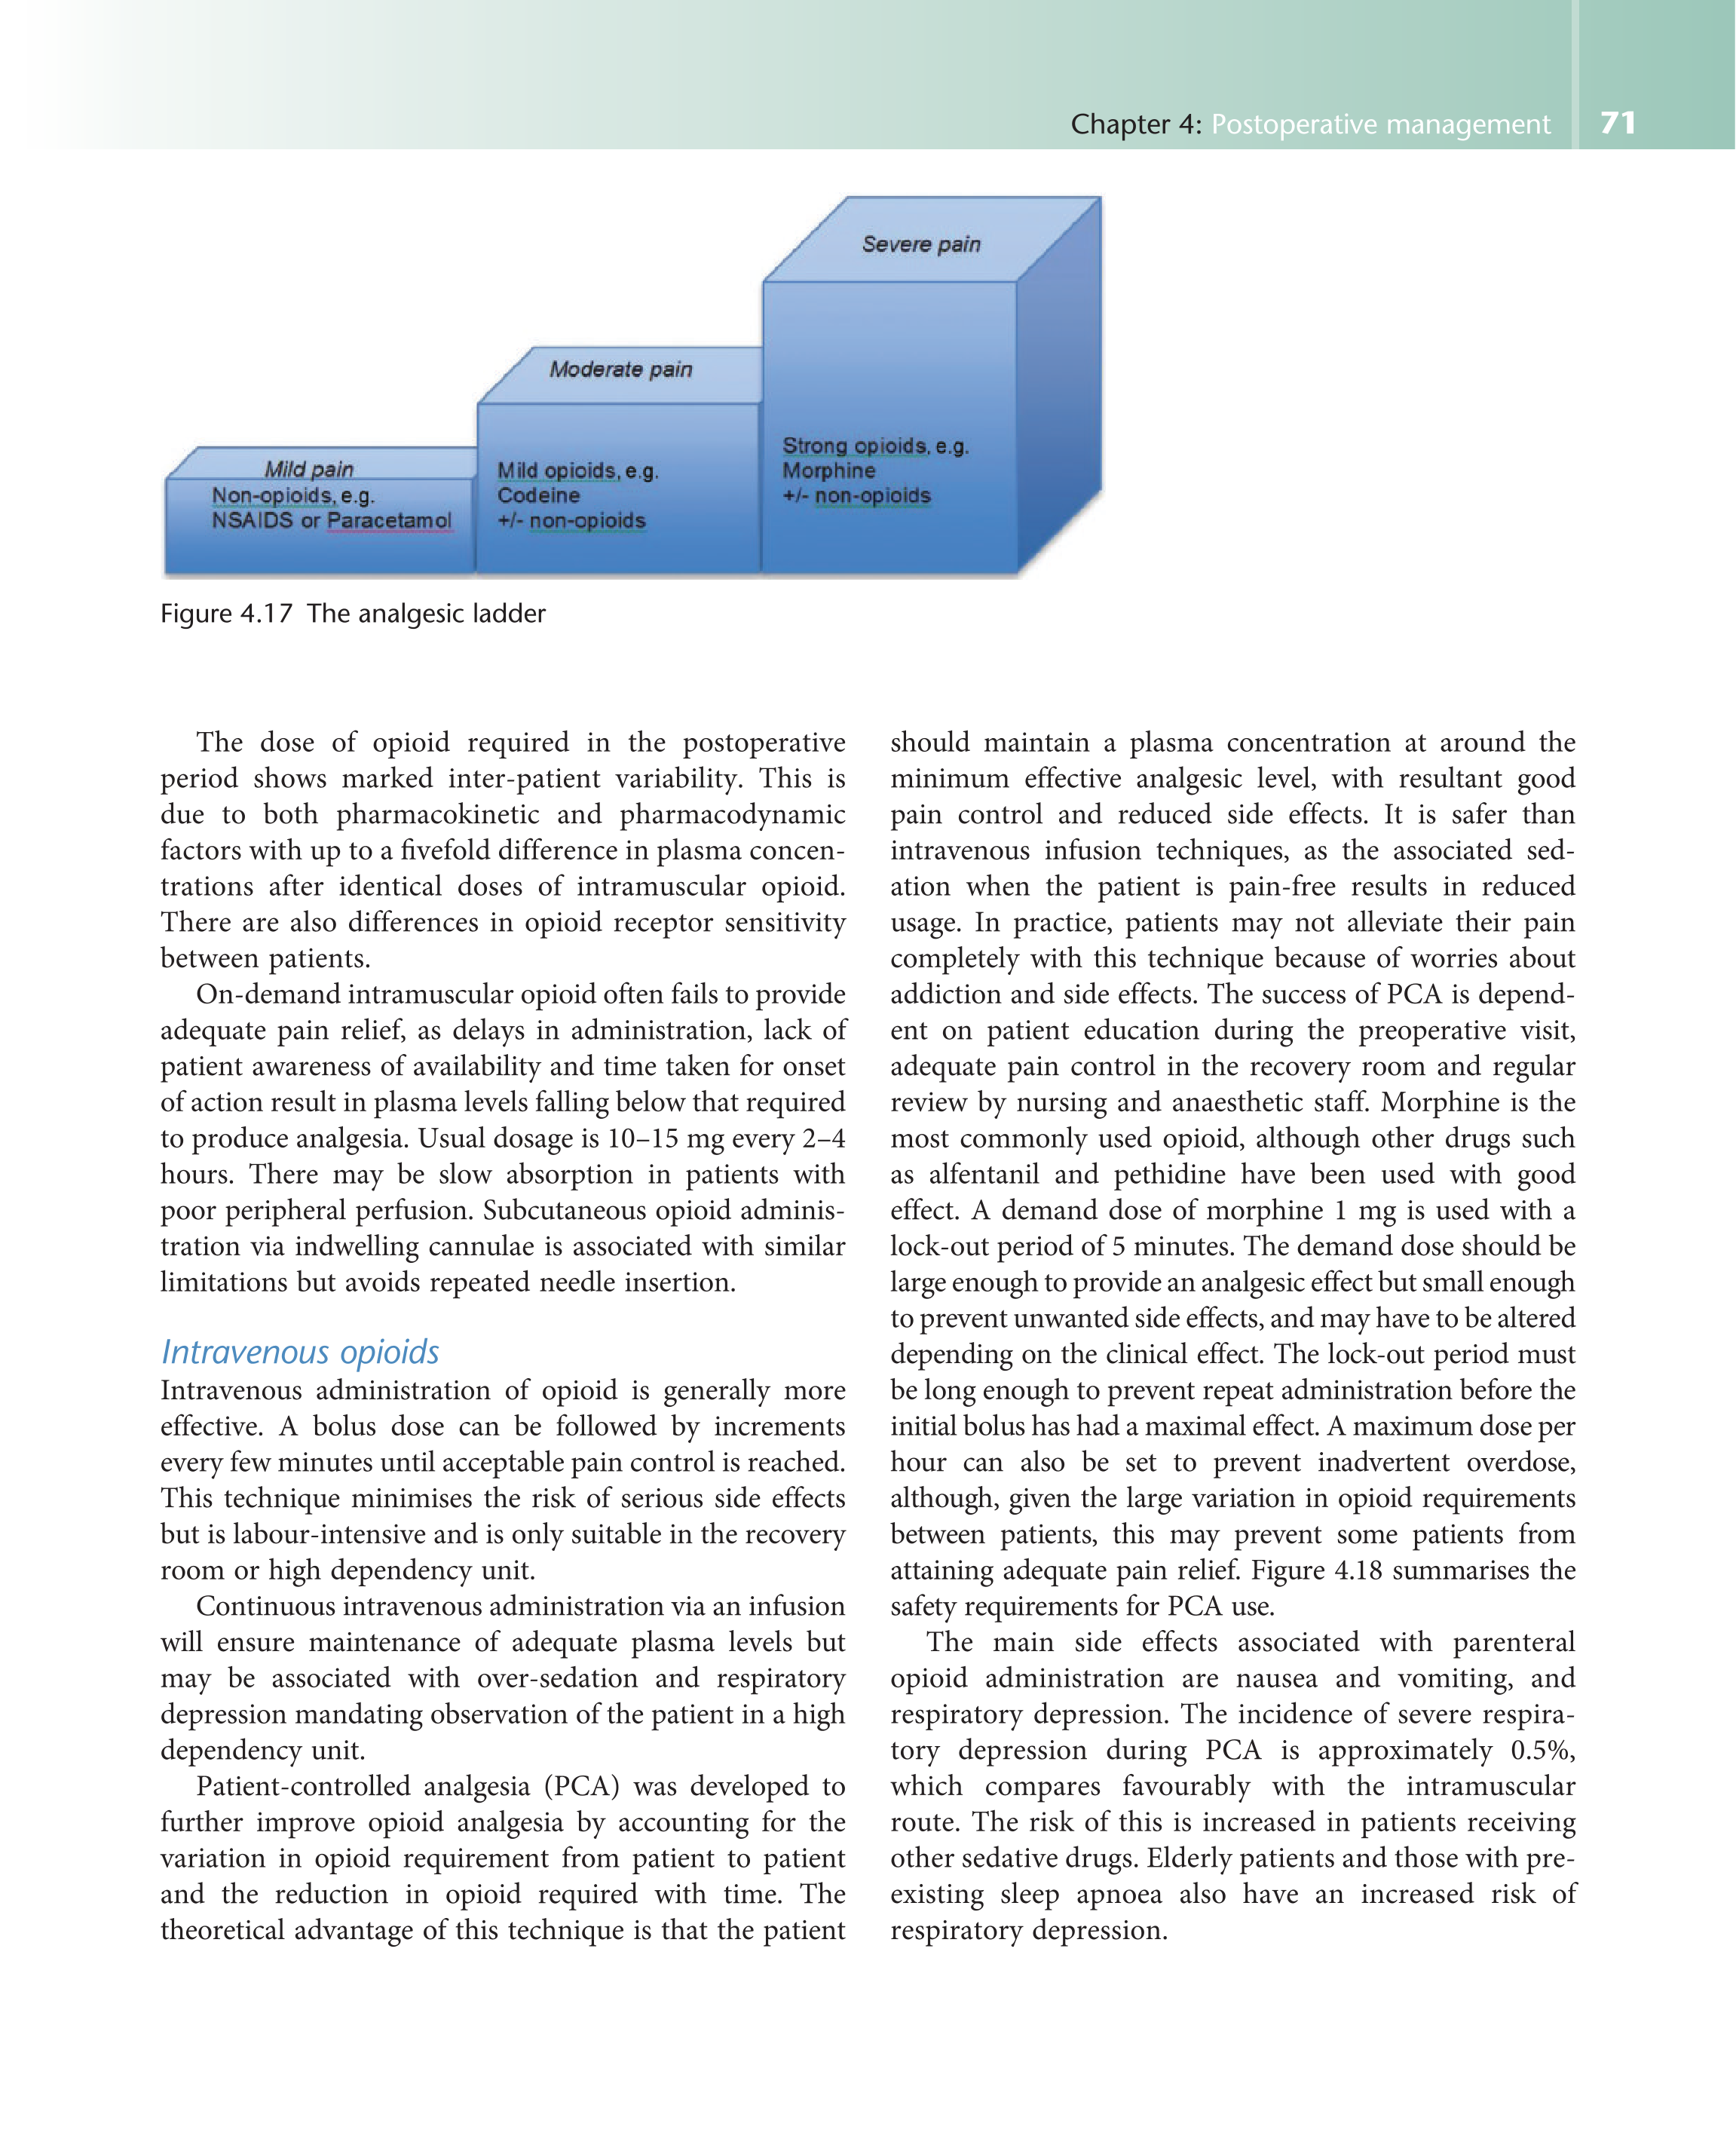 Chapter 4: Postoperative management 71
Severe pain
Moderate pain
Mild pain
Non-opioids, e.g.
NSAIDS or Paracetamol
Mild opioids, e.g.
Codeine
+/- non-opioids
Strong opioids, e.g.
Morphine
+/- non-opioids
Figure 4.17 The analgesic ladder
The dose of opioid required in the postoperative
period shows marked inter-patient variability. This is
due to both pharmacokinetic and pharmacodynamic
factors with up to a fivefold difference in plasma concen-
trations after identical doses of intramuscular opioid.
There are also differences in opioid receptor sensitivity
between patients.
On-demand intramuscular opioid often fails to provide
adequate pain relief, as delays in administration, lack of
patient awareness of availability and time taken for onset
of action result in plasma levels falling below that required
to produce analgesia. Usual dosage is 10–15 mg every 2–4
hours. There may be slow absorption in patients with
poor peripheral perfusion. Subcutaneous opioid adminis-
tration via indwelling cannulae is associated with similar
limitations but avoids repeated needle insertion.
Intravenous opioids
Intravenous administration of opioid is generally more
effective. A bolus dose can be followed by increments
every few minutes until acceptable pain control is reached.
This technique minimises the risk of serious side effects
but is labour-intensive and is only suitable in the recovery
room or high dependency unit.
Continuous intravenous administration via an infusion
will ensure maintenance of adequate plasma levels but
may be associated with over-sedation and respiratory
depression mandating observation of the patient in a high
dependency unit.
Patient-controlled analgesia (PCA) was developed to
further improve opioid analgesia by accounting for the
variation in opioid requirement from patient to patient
and the reduction in opioid required with time. The
theoretical advantage of this technique is that the patient
should maintain a plasma concentration at around the
minimum effective analgesic level, with resultant good
pain control and reduced side effects. It is safer than
intravenous infusion techniques, as the associated sed-
ation when the patient is pain-free results in reduced
usage. In practice, patients may not alleviate their pain
completely with this technique because of worries about
addiction and side effects. The success of PCA is depend-
ent on patient education during the preoperative visit,
adequate pain control in the recovery room and regular
review by nursing and anaesthetic staff. Morphine is the
most commonly used opioid, although other drugs such
as alfentanil and pethidine have been used with good
effect. A demand dose of morphine 1 mg is used with a
lock-out period of 5 minutes. The demand dose should be
large enough to provide an analgesic effect but small enough
to prevent unwanted side effects, and may have to be altered
depending on the clinical effect. The lock-out period must
be long enough to prevent repeat administration before the
initial bolus has had a maximal effect. A maximum dose per
hour can also be set to prevent inadvertent overdose,
although, given the large variation in opioid requirements
between patients, this may prevent some patients from
attaining adequate pain relief. Figure 4.18 summarises the
safety requirements for PCA use.
The main side effects associated with parenteral
opioid administration are nausea and vomiting, and
respiratory depression. The incidence of severe respira-
tory depression during PCA is approximately 0.5%,
which compares favourably with the intramuscular
route. The risk of this is increased in patients receiving
other sedative drugs. Elderly patients and those with pre-
existing sleep apnoea also have an increased risk of
respiratory depression.